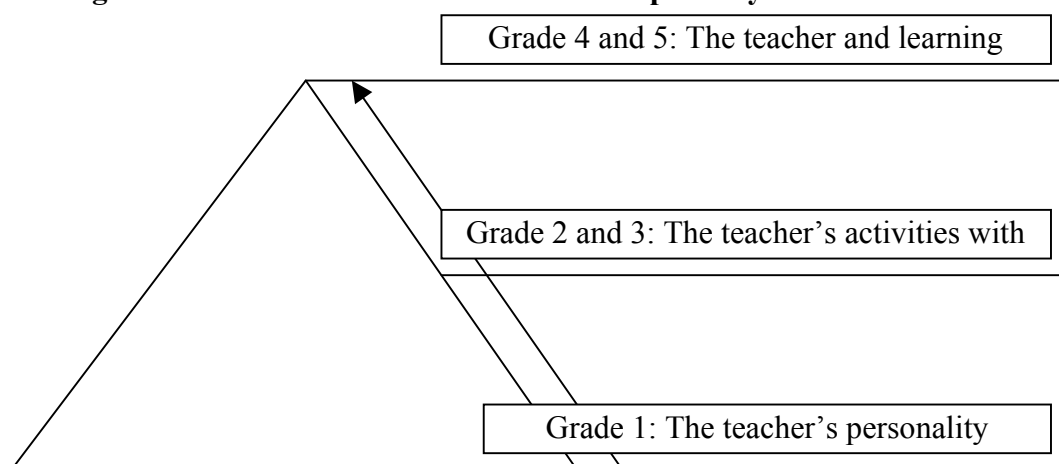 Grade 4 and 5: The teacher and learning
Grade 2 and 3: The teacher’s activities with
Grade 1: The teacher’s personality